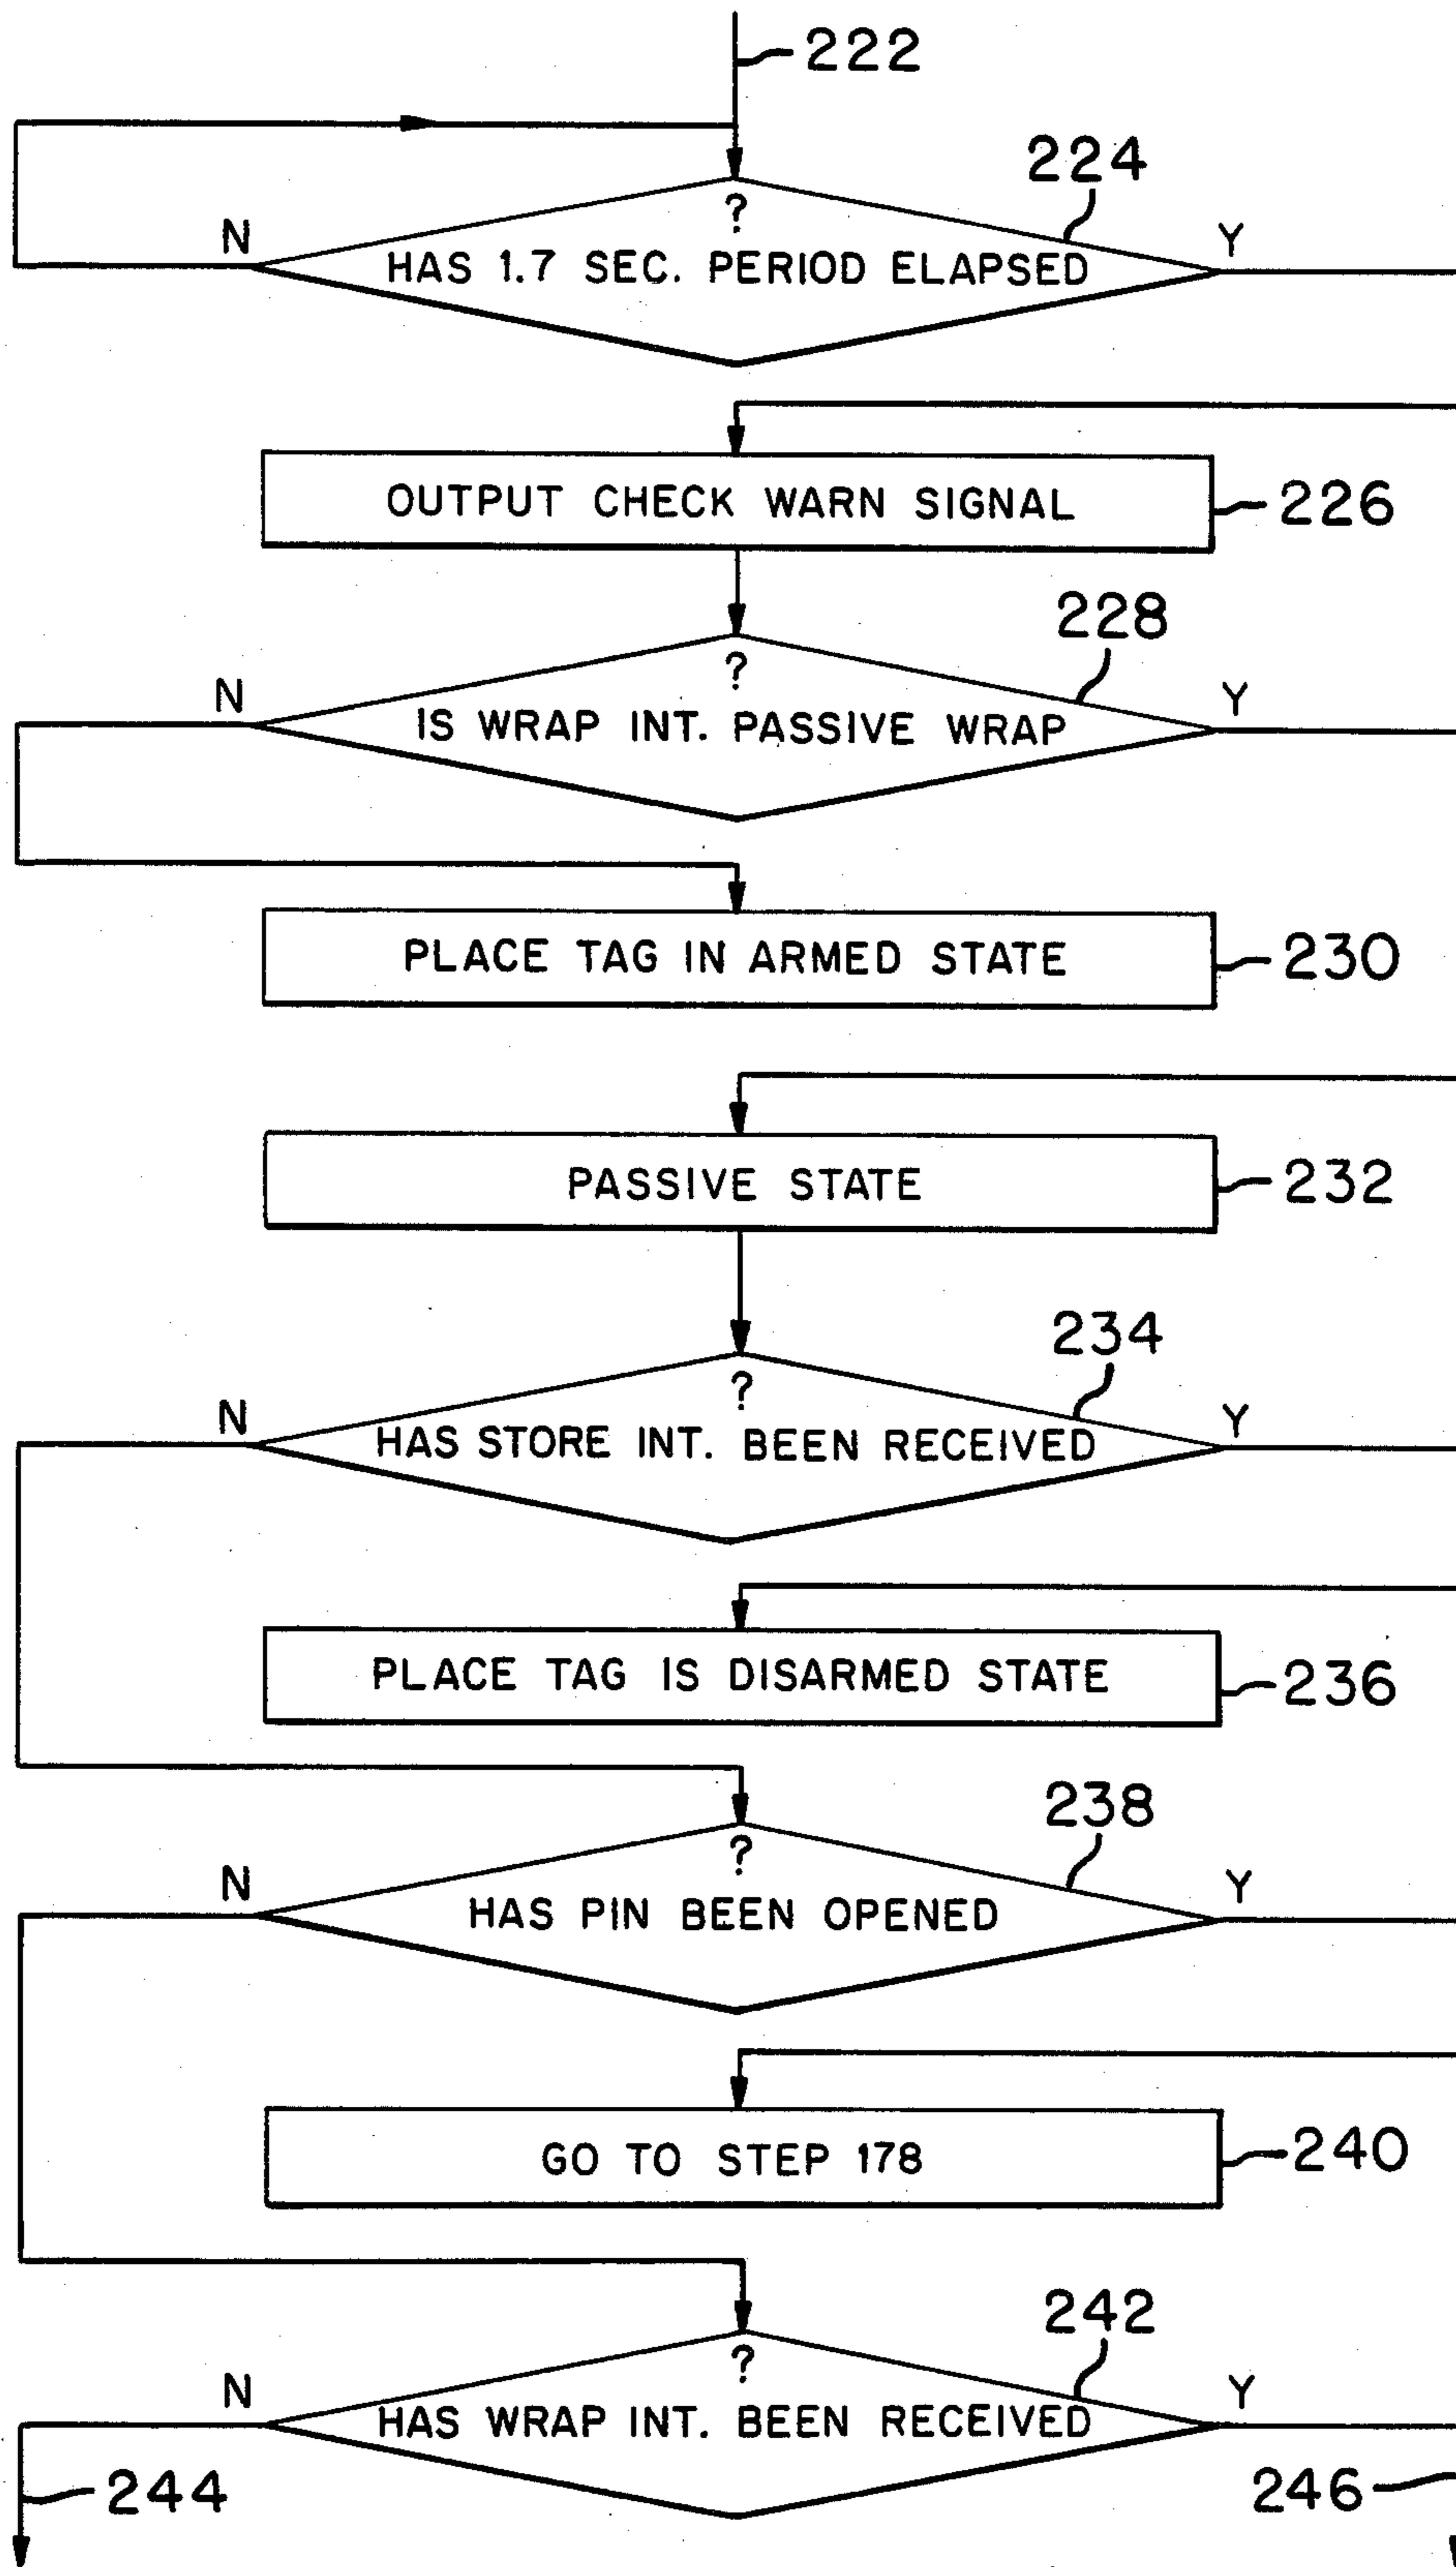 222
224
?
N
Y
HAS 1.7 SEC. PERIOD ELAPSED
OUTPUT CHECK WARN SIGNAL
226
228
?
N
Y
IS WRAP INT. PASSIVE WRAP
PLACE TAG IN ARMED STATE
230
PASSIVE STATE
232
234
?
N
Y
HAS STORE INT. BEEN RECEIVED
PLACE TAG IS DISARMED STATE
236
238
?
N
Y
HAS PIN BEEN OPENED
GO TO STEP 178
240
242
?
N
Y
HAS WRAP INT. BEEN RECEIVED
244
246